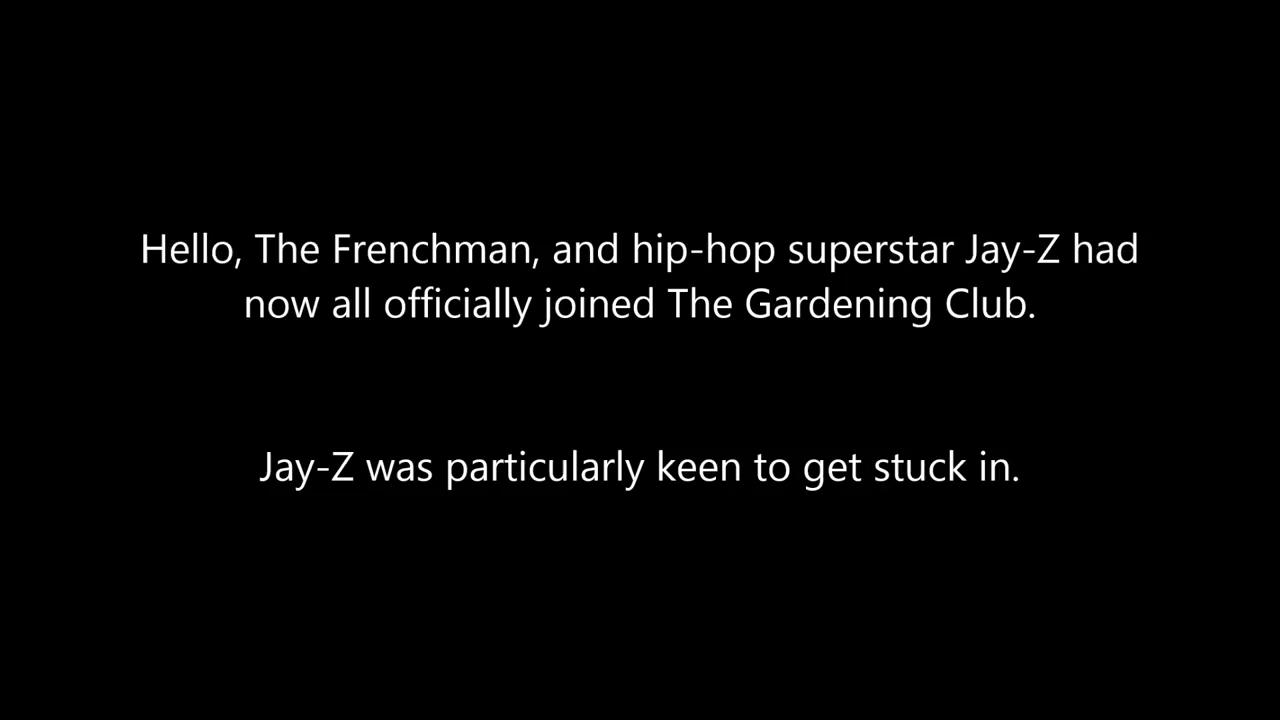 Hello, The Frenchman, and hip-hop superstar Jay-Z had
now all officially joined The Gardening Club.
Jay-Z was particularly keen to get stuck in.